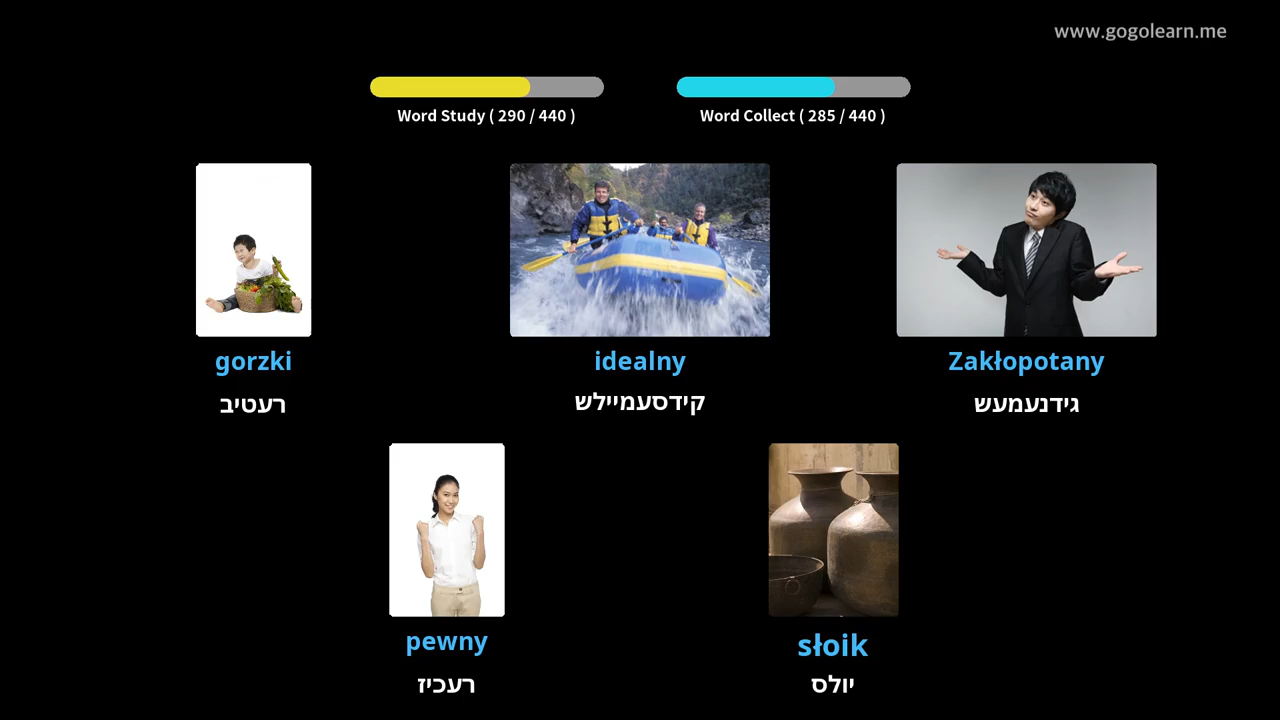 www.gogolearn.me
Word Study ( 290 / 440 )
Word Collect ( 285 / 440 )
gorzki
רעטיב
idealny
קידסעמיילש
Zakłopotany
גידנעמעש
pewny
רעכיז
słoik
יולס